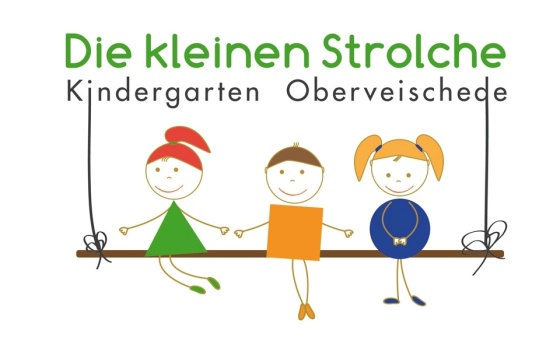 Die kleinen Strolche
Kindergarten Oberveischede